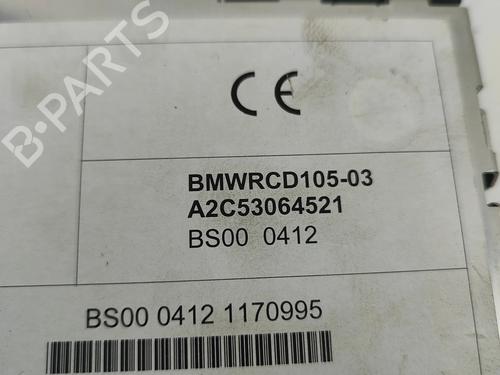 B-PARTS
CE
BMWRCD105-03
A2C53064521
BS00 0412
BS00 0412 1170995